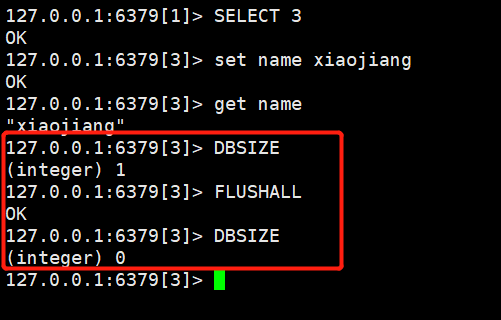 127.0.0.1:6379[1]> SELECT 3
OK
127.0.0.1:6379[3]> set name xiaojiang
OK
127.0.0.1:6379[3]> get name
"xiaojiang"
127.0.0.1:6379[3]> DBSIZE
(integer) 1
127.0.0.1:6379[3]> FLUSHALL
OK
127.0.0.1:6379[3]> DBSIZE
(integer) 0
127.0.0.1:6379[3]>